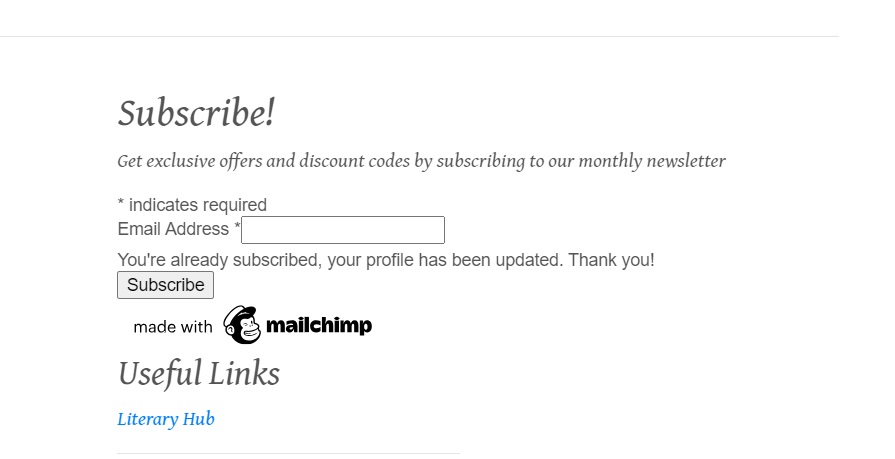 Subscribe!
Get exclusive offers and discount codes by subscribing to our monthly newsletter
* indicates required
Email Address *
You're already subscribed, your profile has been updated. Thank you!
Subscribe
made with mailchimp
Useful Links
Literary Hub